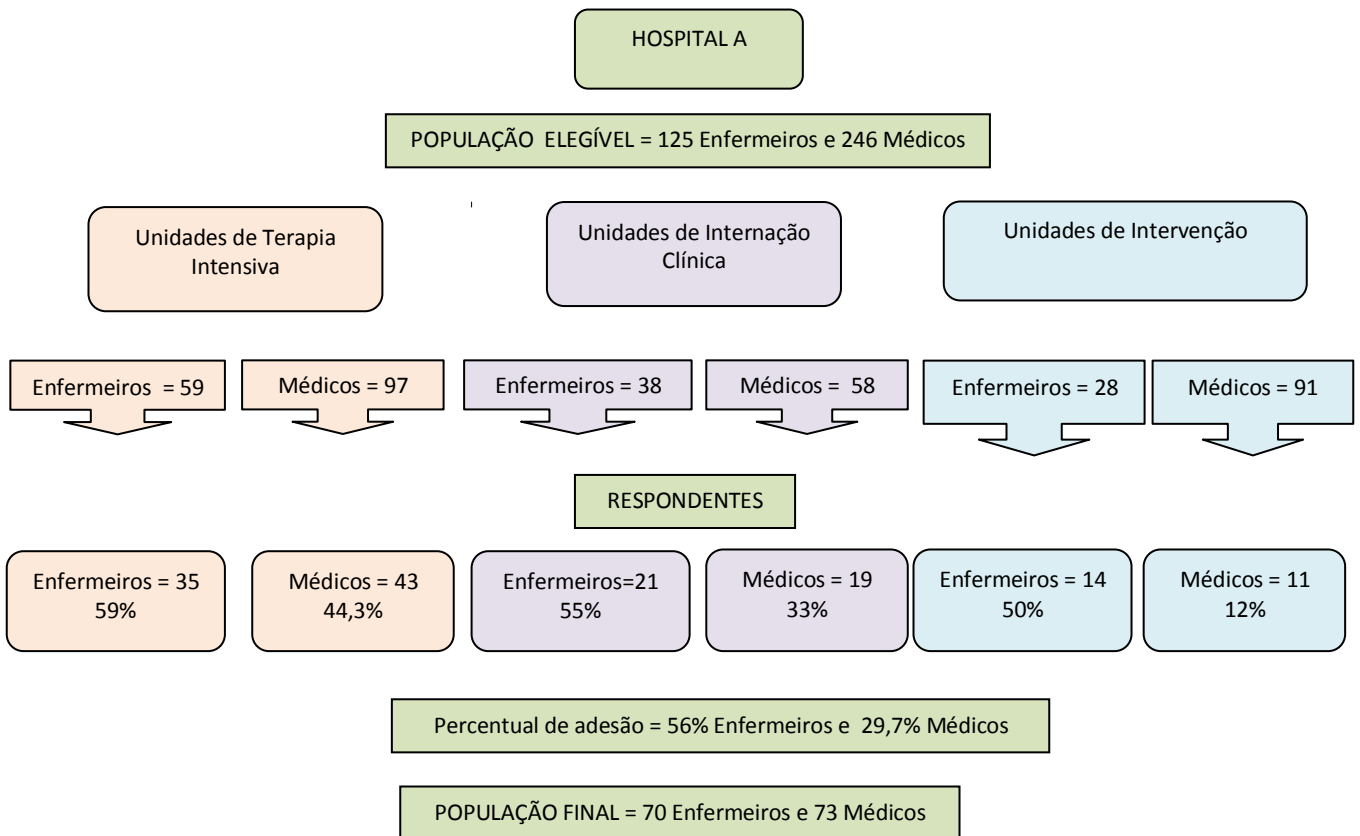 HOSPITAL A
POPULAÇÃO ELEGÍVEL = 125 Enfermeiros e 246 Médicos
Unidades de Terapia
Intensiva
Unidades de Internação
Clínica
Unidades de Intervenção
Enfermeiros = 59
Médicos = 97
Enfermeiros = 38
Médicos = 58
Enfermeiros = 28
Médicos = 91
RESPONDENTES
Enfermeiros = 35
59%
Médicos = 43
44,3%
Enfermeiros=21
55%
Médicos = 19
33%
Enfermeiros = 14
50%
Médicos = 11
12%
Percentual de adesão = 56% Enfermeiros e 29,7% Médicos
POPULAÇÃO FINAL = 70 Enfermeiros e 73 Médicos